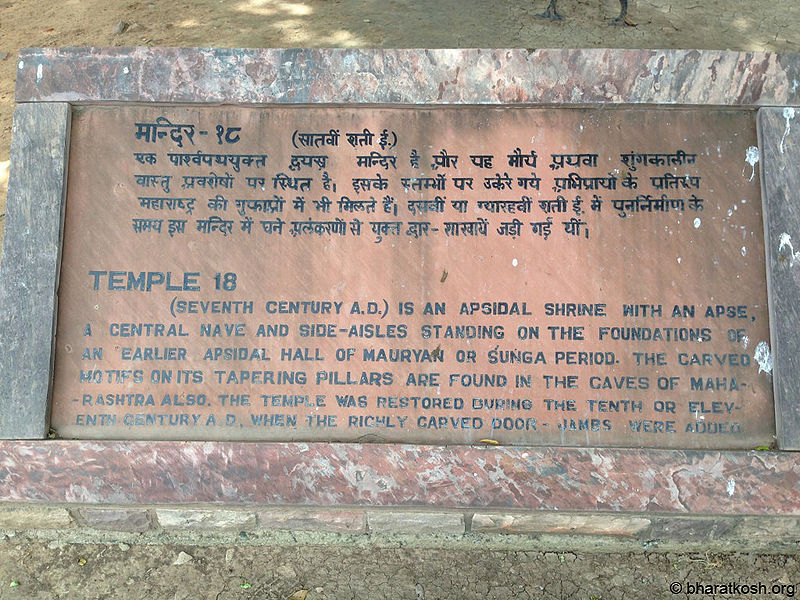 मन्दिर - १८ (सातवीं शती ई.)
एक पार्श्वपथयुक्त द्वयस्र मन्दिर है और यह मौर्य अथवा शुंगकालीन
वास्तु अवशेषों पर स्थित है। इसके स्तम्भों पर उकेरे गये अभिप्रायों के प्रतिरूप
महाराष्ट्र की गुफाओं में भी मिलते हैं। दसवीं या ग्यारहवीं शती ई. में पुनर्निर्माण के
समय इस मन्दिर में घने अलंकरणों से युक्त द्वार-शाखायें जड़ी गई थीं।
TEMPLE 18
(SEVENTH CENTURY A.D.) IS AN APSIDAL SHRINE WITH AN APSE,
A CENTRAL NAVE AND SIDE-AISLES STANDING ON THE FOUNDATIONS OF
AN EARLIER APSIDAL HALL OF MAURYAN OR SUNGA PERIOD. THE CARVED
MOTIFS ON ITS TAPERING PILLARS ARE FOUND IN THE CAVES OF MAHA-
-RASHTRA ALSO. THE TEMPLE WAS RESTORED DURING THE TENTH OR ELEV-
ENTH CENTURY A.D. WHEN THE RICHLY CARVED DOOR - JAMBS WERE ADDED
© bharatkosh.org